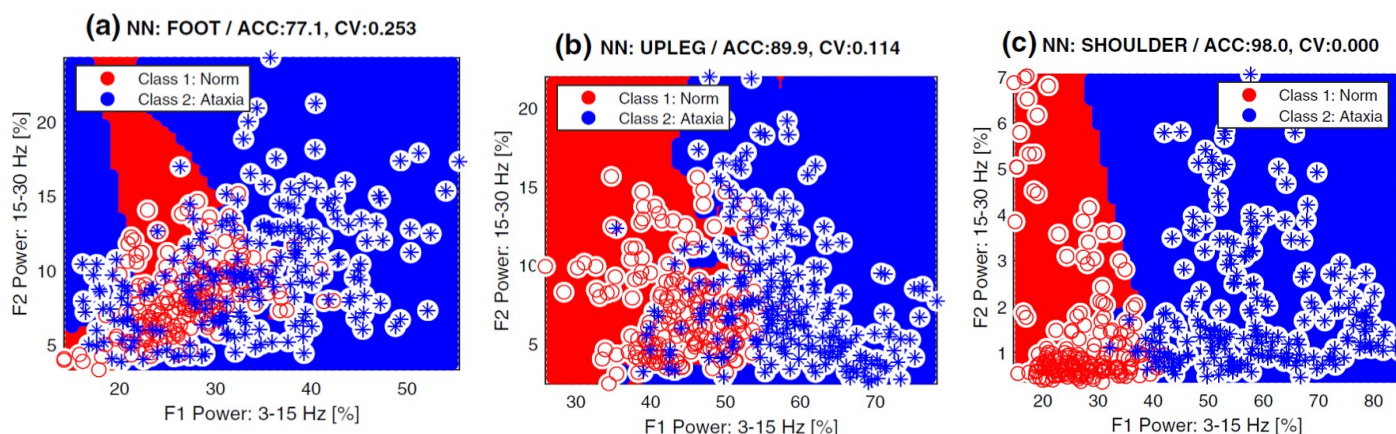 (a) NN: FOOT / ACC:77.1, CV:0.253
Class 1: Norm
Class 2: Ataxia
F2 Power: 15-30 Hz [%]
20
15
10
5
20 30 40 50
F1 Power: 3-15 Hz [%]
(b) NN: UPLEG / ACC:89.9, CV:0.114
Class 1: Norm
Class 2: Ataxia
F2 Power: 15-30 Hz [%]
20
15
10
5
30 40 50 60 70
F1 Power: 3-15 Hz [%]
(c) NN: SHOULDER / ACC:98.0, CV:0.000
Class 1: Norm
Class 2: Ataxia
F2 Power: 15-30 Hz [%]
7
6
5
4
3
2
1
20 30 40 50 60 70 80
F1 Power: 3-15 Hz [%]